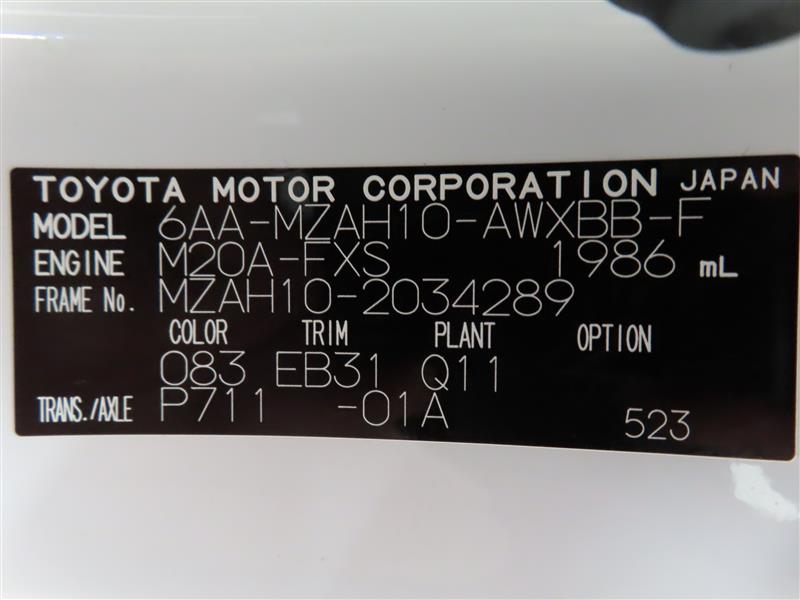 TOYOTA MOTOR CORPORATION JAPAN
MODEL 6AA-MZAH10-AWXBB-F
ENGINE M20A-FXS 1986 mL
FRAME No. MZAH10-2034289
COLOR TRIM PLANT OPTION
083 EB31 Q11
TRANS./AXLE P711 -01A 523